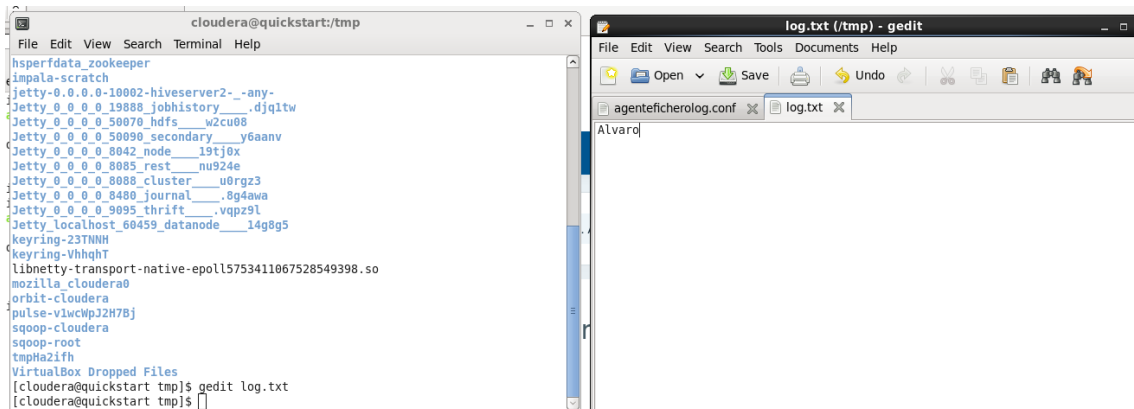 cloudera@quickstart:/tmp
File Edit View Search Terminal Help
hsperfdata_zookeeper
impala-scratch
jetty-0.0.0.0-10002-hiveserver2-_-any-
Jetty_0_0_0_0_19888_jobhistory____.djq1tw
Jetty_0_0_0_0_50070_hdfs____w2cu08
Jetty_0_0_0_0_50090_secondary____y6aanv
Jetty_0_0_0_0_8042_node____19tj0x
Jetty_0_0_0_0_8085_rest____nu924e
Jetty_0_0_0_0_8088_cluster____u0rgz3
Jetty_0_0_0_0_8480_journal____.8g4awa
Jetty_0_0_0_0_9095_thrift____.vqpz9l
Jetty_localhost_60459_datanode____14g8g5
keyring-23TNNH
keyring-VhhqhT
libnetty-transport-native-epoll5753411067528549398.so
mozilla_cloudera0
orbit-cloudera
pulse-v1wcWpJ2H7Bj
sqoop-cloudera
sqoop-root
tmpHa2ifh
VirtualBox Dropped Files
[cloudera@quickstart tmp]$ gedit log.txt
[cloudera@quickstart tmp]$
log.txt (/tmp) - gedit
File Edit View Search Tools Documents Help
Open Save Undo
agenteficherolog.conf log.txt
Alvaro